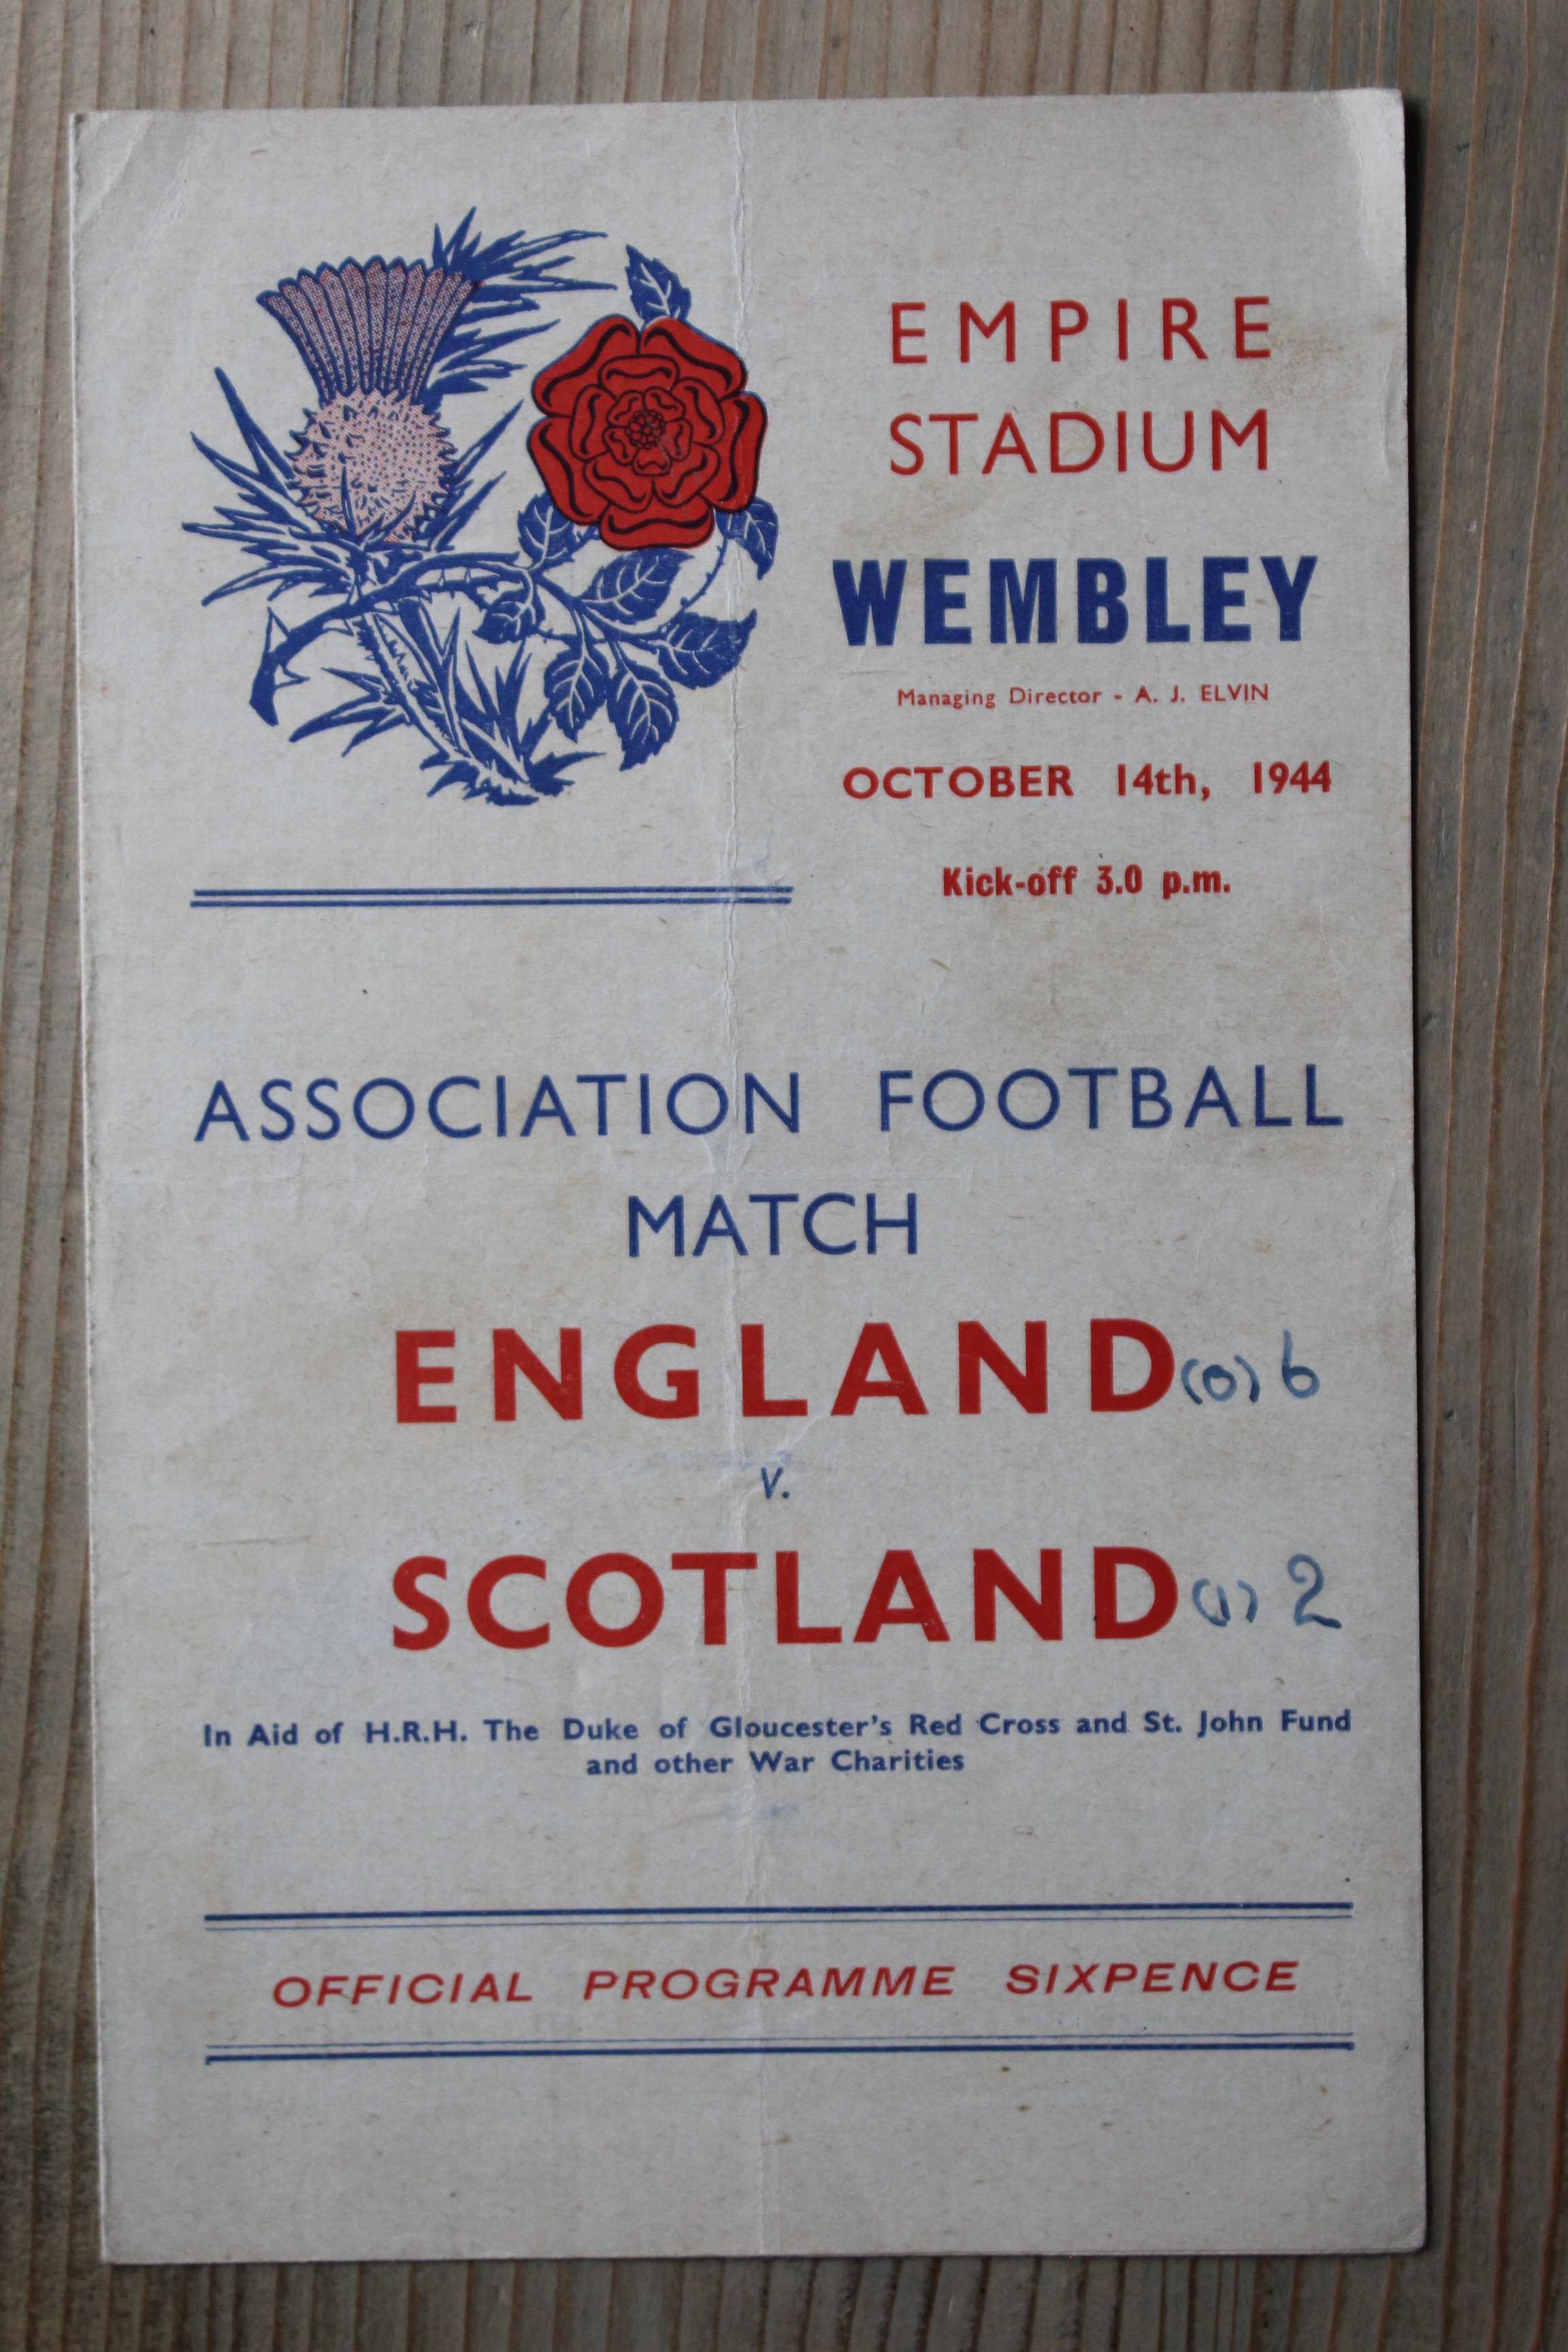 EMPIRE
STADIUM
WEMBLEY
Managing Director - A. J. ELVIN
OCTOBER 14th, 1944
Kick-off 3.0 p.m.
ASSOCIATION FOOTBALL
MATCH
ENGLAND (0) 6
v.
SCOTLAND (1) 2
In Aid of H.R.H. The Duke of Gloucester's Red Cross and St. John Fund
and other War Charities
OFFICIAL PROGRAMME SIXPENCE